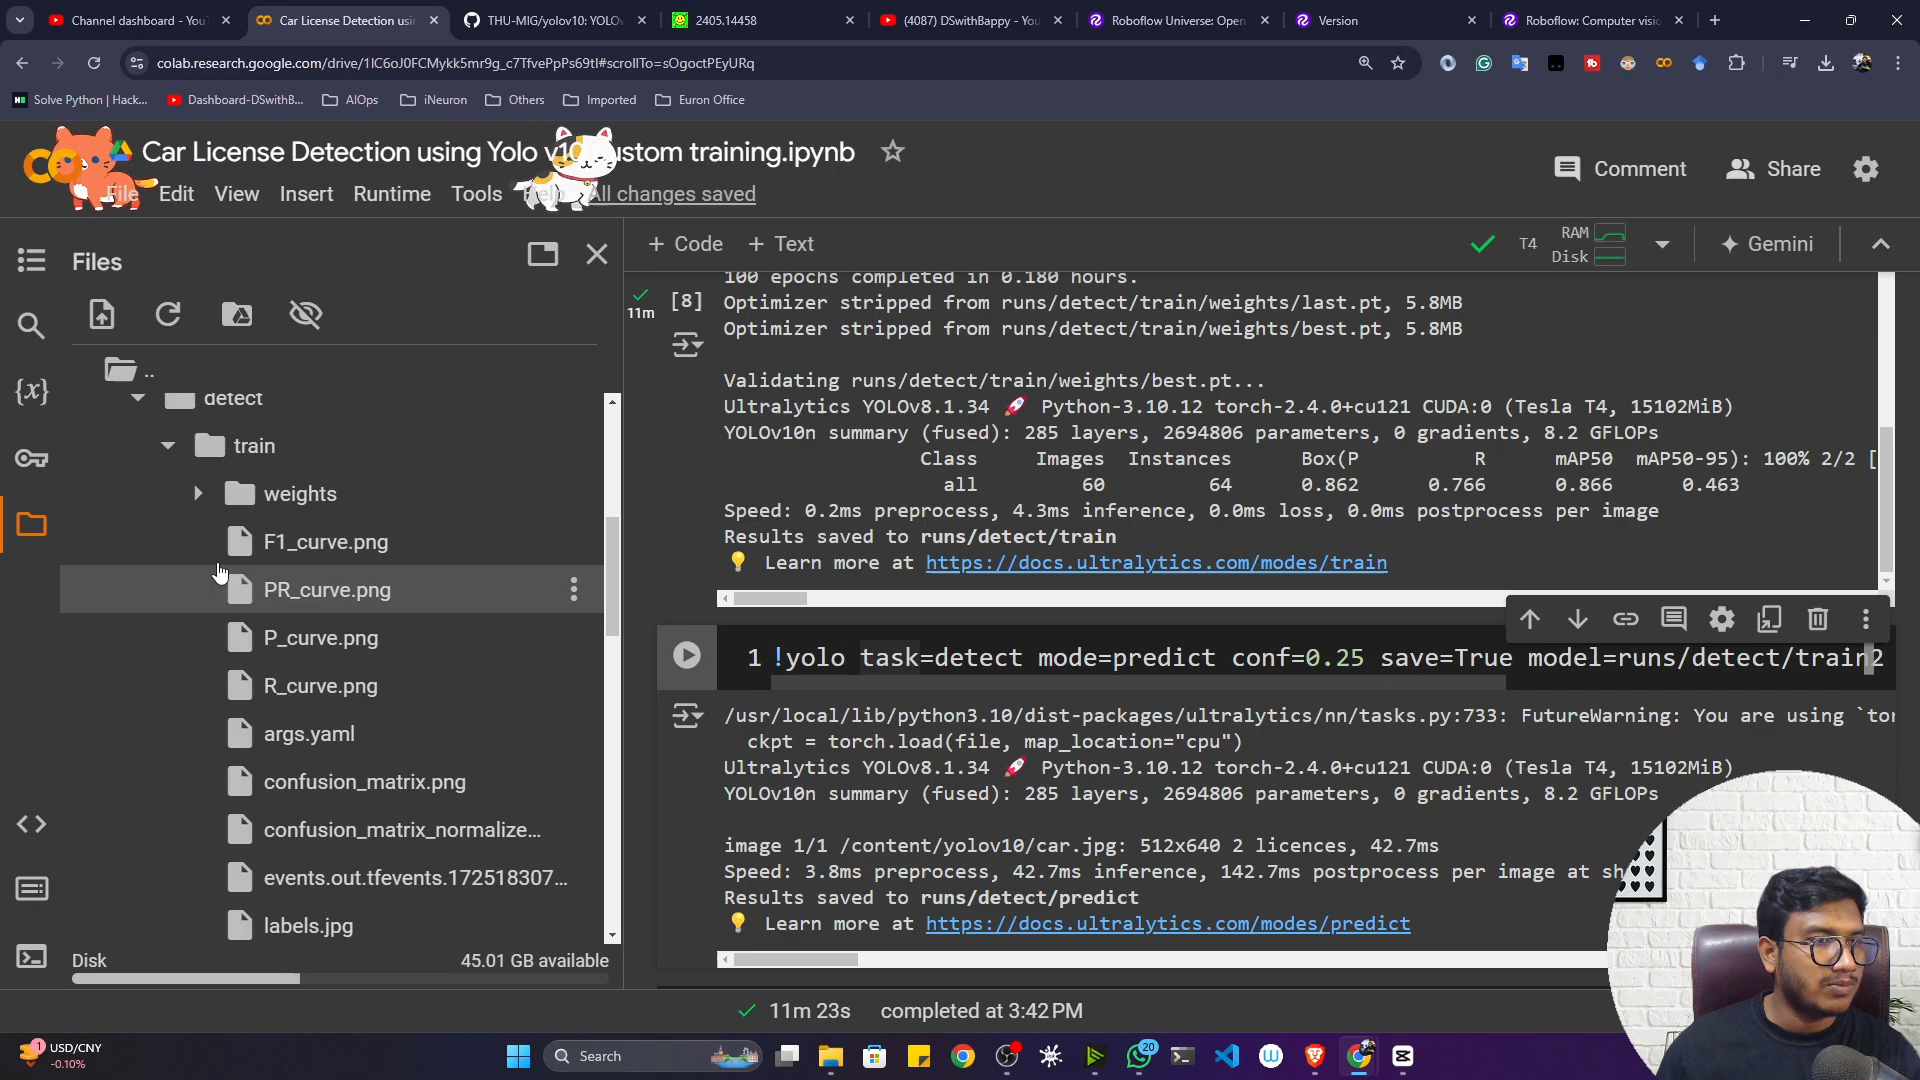 Channel dashboard - You
Car License Detection usin
THU-MIG/yolov10: YOLOv
2405.14458
(4087) DSwithBappy - You
Roboflow Universe: Open
Version
Roboflow: Computer visio
colab.research.google.com/drive/1lC6oJ0FCMykk5mr9g_c7TfvePpPs69tI#scrollTo=sOgoctPEyURq
Solve Python | Hack...
Dashboard-DSwithB...
AIOps
iNeuron
Others
Imported
Euron Office
Car License Detection using Yolo v10 custom training.ipynb
Comment
Share
File
Edit
View
Insert
Runtime
Tools
Help
All changes saved
Files
+ Code
+ Text
T4
RAM
Disk
Gemini
..
detect
train
weights
F1_curve.png
PR_curve.png
P_curve.png
R_curve.png
args.yaml
confusion_matrix.png
confusion_matrix_normalize...
events.out.tfevents.172518307...
labels.jpg
Disk
45.01 GB available
11m
[8]
100 epochs completed in 0.180 hours.
Optimizer stripped from runs/detect/train/weights/last.pt, 5.8MB
Optimizer stripped from runs/detect/train/weights/best.pt, 5.8MB
Validating runs/detect/train/weights/best.pt...
Ultralytics YOLOv8.1.34 🚀 Python-3.10.12 torch-2.4.0+cu121 CUDA:0 (Tesla T4, 15102MiB)
YOLOv10n summary (fused): 285 layers, 2694806 parameters, 0 gradients, 8.2 GFLOPs
Class Images Instances Box(P R mAP50 mAP50-95): 100% 2/2 [
all 60 64 0.862 0.766 0.866 0.463
Speed: 0.2ms preprocess, 4.3ms inference, 0.0ms loss, 0.0ms postprocess per image
Results saved to runs/detect/train
💡 Learn more at https://docs.ultralytics.com/modes/train
1 !yolo task=detect mode=predict conf=0.25 save=True model=runs/detect/train2
/usr/local/lib/python3.10/dist-packages/ultralytics/nn/tasks.py:733: FutureWarning: You are using `tor
ckpt = torch.load(file, map_location="cpu")
Ultralytics YOLOv8.1.34 🚀 Python-3.10.12 torch-2.4.0+cu121 CUDA:0 (Tesla T4, 15102MiB)
YOLOv10n summary (fused): 285 layers, 2694806 parameters, 0 gradients, 8.2 GFLOPs
image 1/1 /content/yolov10/car.jpg: 512x640 2 licences, 42.7ms
Speed: 3.8ms preprocess, 42.7ms inference, 142.7ms postprocess per image at sh
Results saved to runs/detect/predict
💡 Learn more at https://docs.ultralytics.com/modes/predict
11m 23s completed at 3:42 PM
1
USD/CNY
-0.10%
Search
20